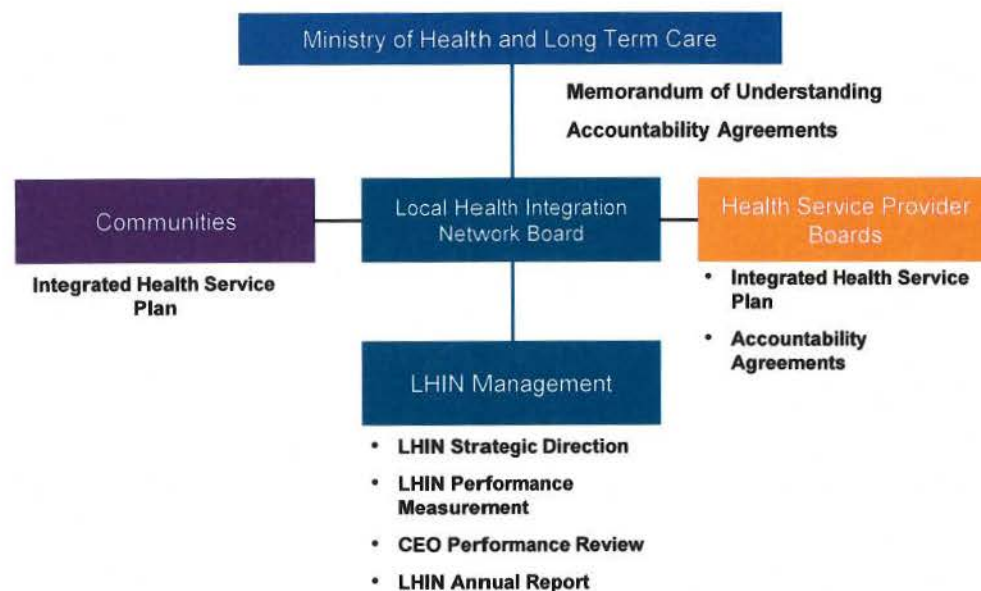 Ministry of Health and Long Term Care
Memorandum of Understanding
Accountability Agreements
Communities
Integrated Health Service
Plan
Local Health Integration
Network Board
Health Service Provider
Boards
• Integrated Health Service
Plan
• Accountability
Agreements
LHIN Management
• LHIN Strategic Direction
• LHIN Performance
Measurement
• CEO Performance Review
• LHIN Annual Report